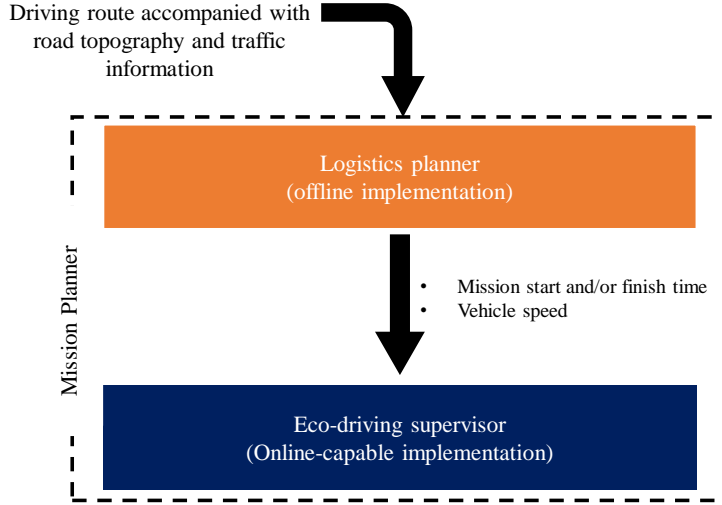 Driving route accompanied with
road topography and traffic
information
Logistics planner
(offline implementation)
• Mission start and/or finish time
• Vehicle speed
Mission Planner
Eco-driving supervisor
(Online-capable implementation)